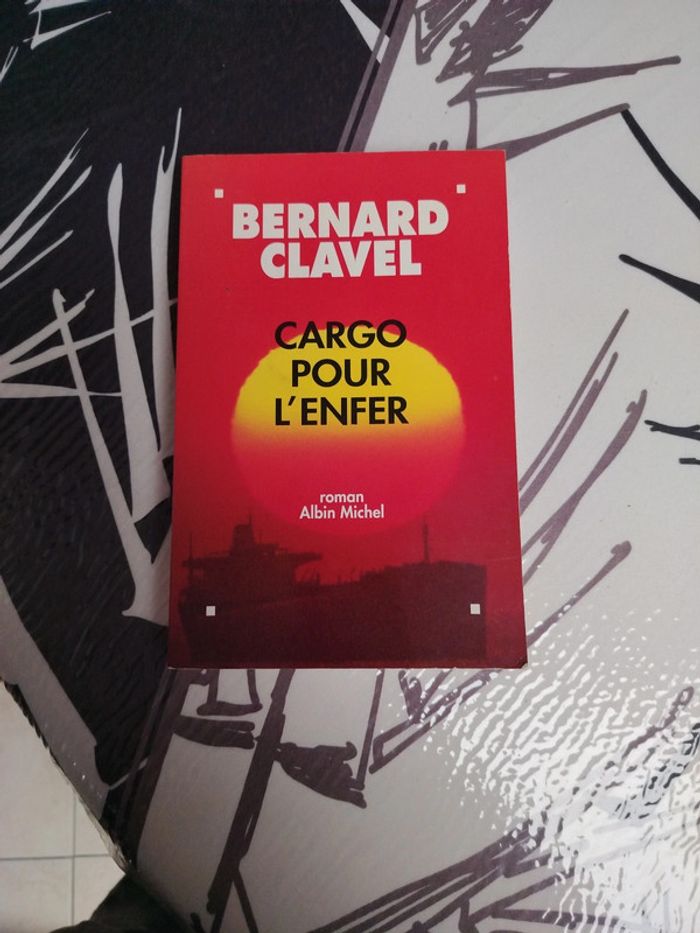 BERNARD
CLAVEL
CARGO
POUR
L'ENFER
roman
Albin Michel